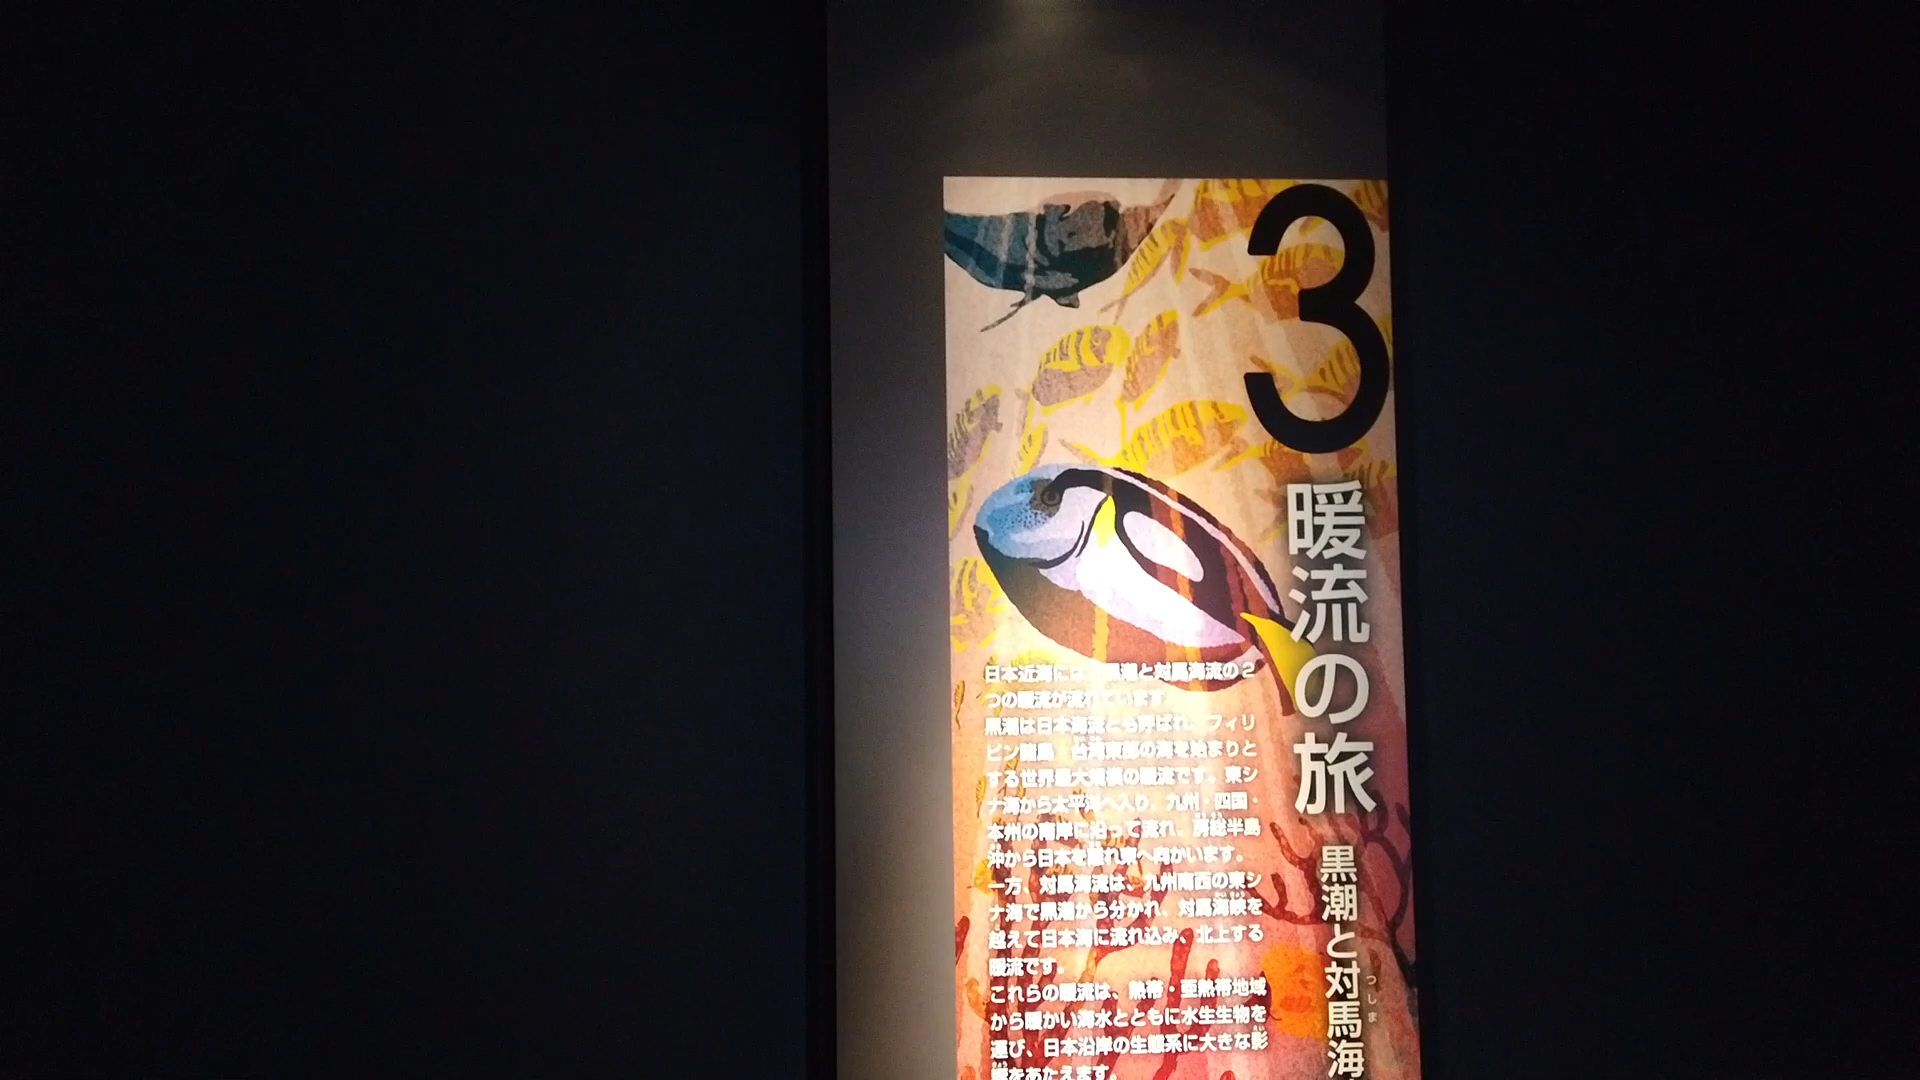 3
暖流の旅
黒潮と対馬海
つしま
日本近海には、黒潮と対馬海流の2
つの暖流が流れています。
黒潮は日本海流とも呼ばれ、フィリ
ピン諸島・台湾東部の海を始まりと
する世界最大規模の暖流です。東シ
ナ海から太平洋へ入り、九州・四国・
本州の南岸に沿って流れ、房総半島
沖から日本を離れ東へ向かいます。
一方、対馬海流は、九州南西の東シ
ナ海で黒潮から分かれ、対馬海峡を
越えて日本海に流れ込み、北上する
暖流です。
これらの暖流は、熱帯・亜熱帯地域
から暖かい海水とともに水生生物を
運び、日本沿岸の生態系に大きな影
響をあたえます。